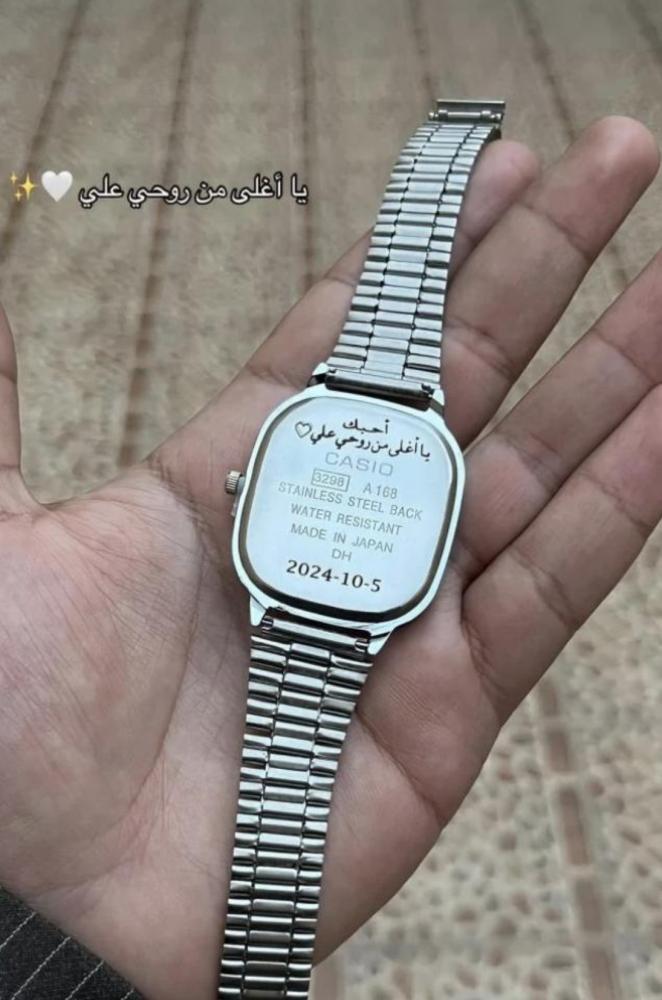 يا أغلى من روحي علي 🤍✨
أحبك
يا أغلى من روحي علي♡
CASIO
3298 A168
STAINLESS STEEL BACK
WATER RESISTANT
MADE IN JAPAN
DH
2024-10-5